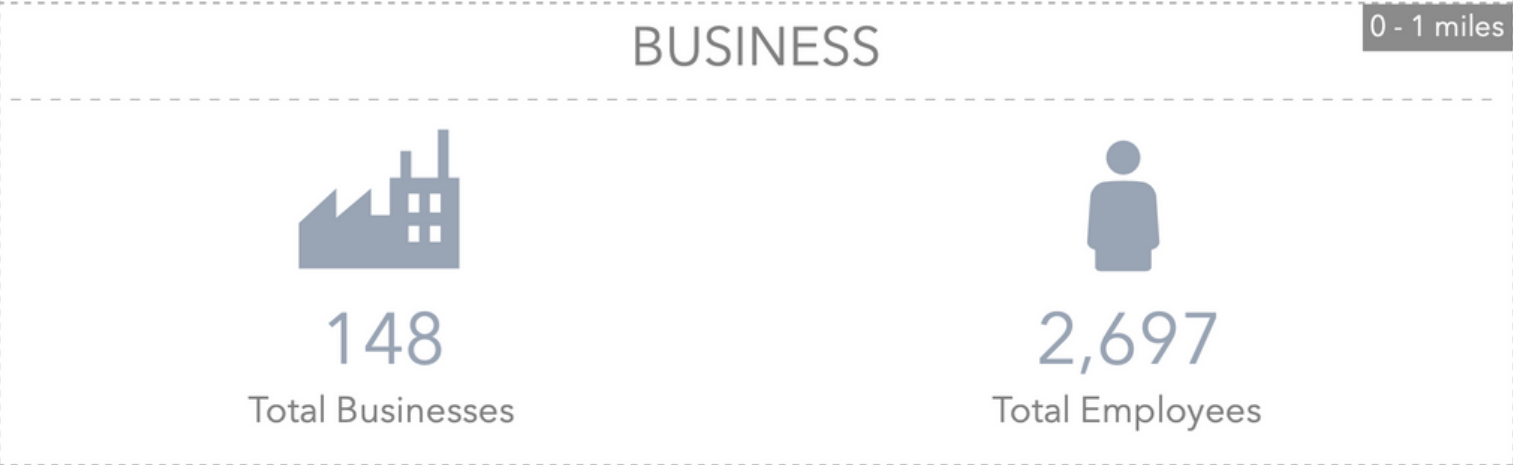 BUSINESS
0 - 1 miles
148
Total Businesses
2,697
Total Employees